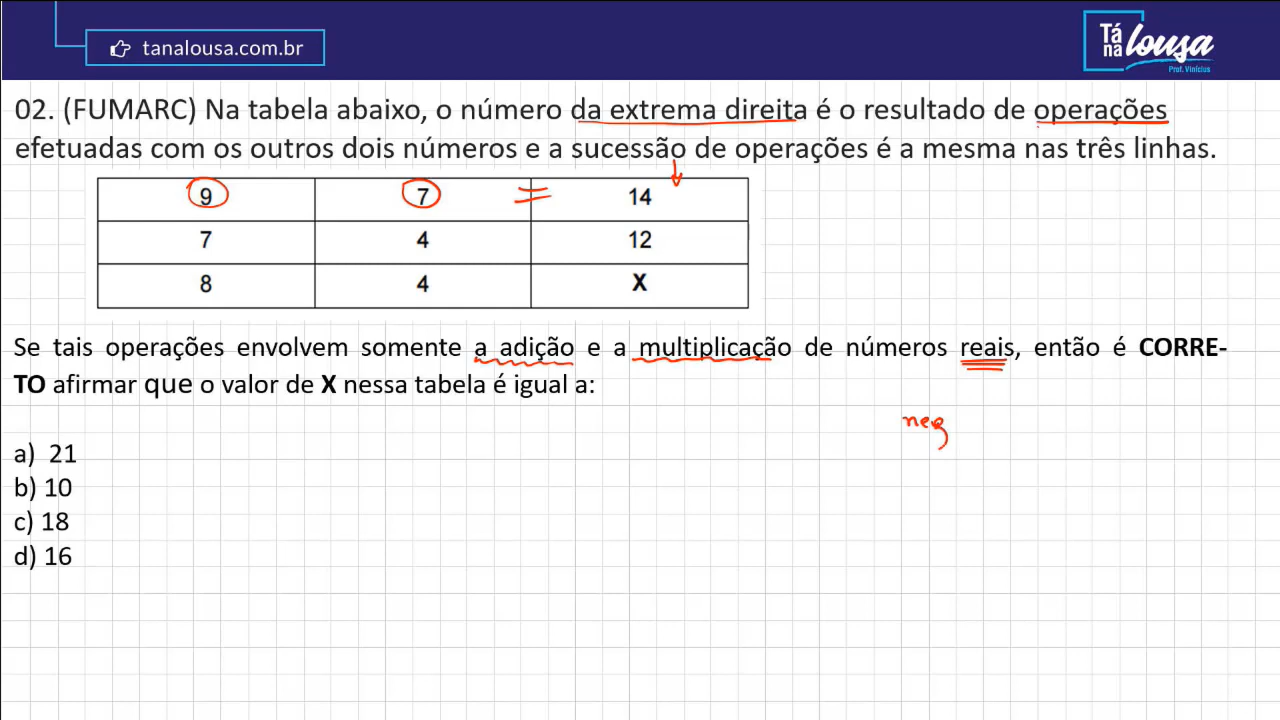 tanalousa.com.br
Tá na lousa
Prof. Vinícius
02. (FUMARC) Na tabela abaixo, o número da extrema direita é o resultado de operações
efetuadas com os outros dois números e a sucessão de operações é a mesma nas três linhas.
9 7 = 14
7 4 12
8 4 X
Se tais operações envolvem somente a adição e a multiplicação de números reais, então é CORRE-
TO afirmar que o valor de X nessa tabela é igual a:
neg
a) 21
b) 10
c) 18
d) 16